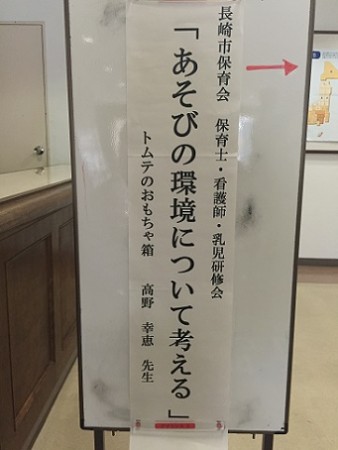 長崎市保育会　保育士・看護師・乳児研修会
「あそびの環境について考える」
トムテのおもちゃ箱　高野　幸恵　先生